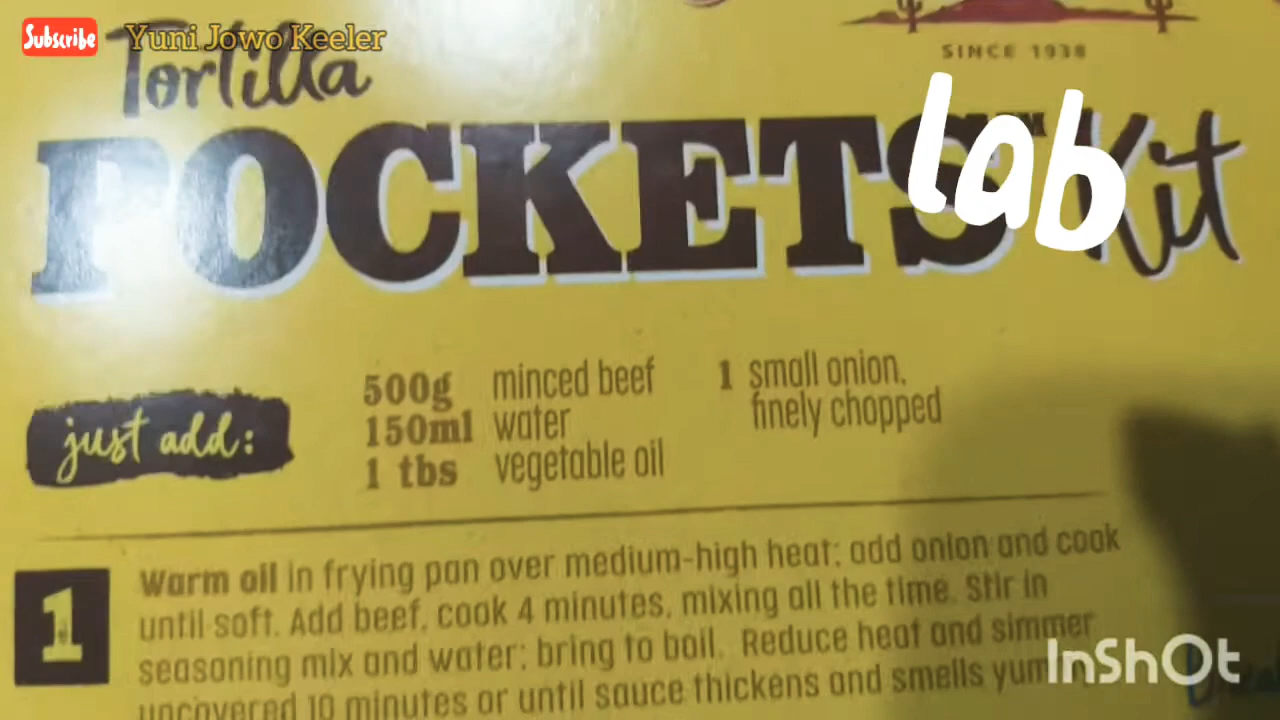 Subscribe
Yuni Jowo Keeler
SINCE 1938
Tortilla
POCKETS™ Kit
lab
just add:
500g minced beef
150ml water
1 tbs vegetable oil
1 small onion,
finely chopped
1
Warm oil in frying pan over medium-high heat; add onion and cook
until soft. Add beef, cook 4 minutes, mixing all the time. Stir in
seasoning mix and water; bring to boil. Reduce heat and simmer
uncovered 10 minutes or until sauce thickens and smells
InShOt